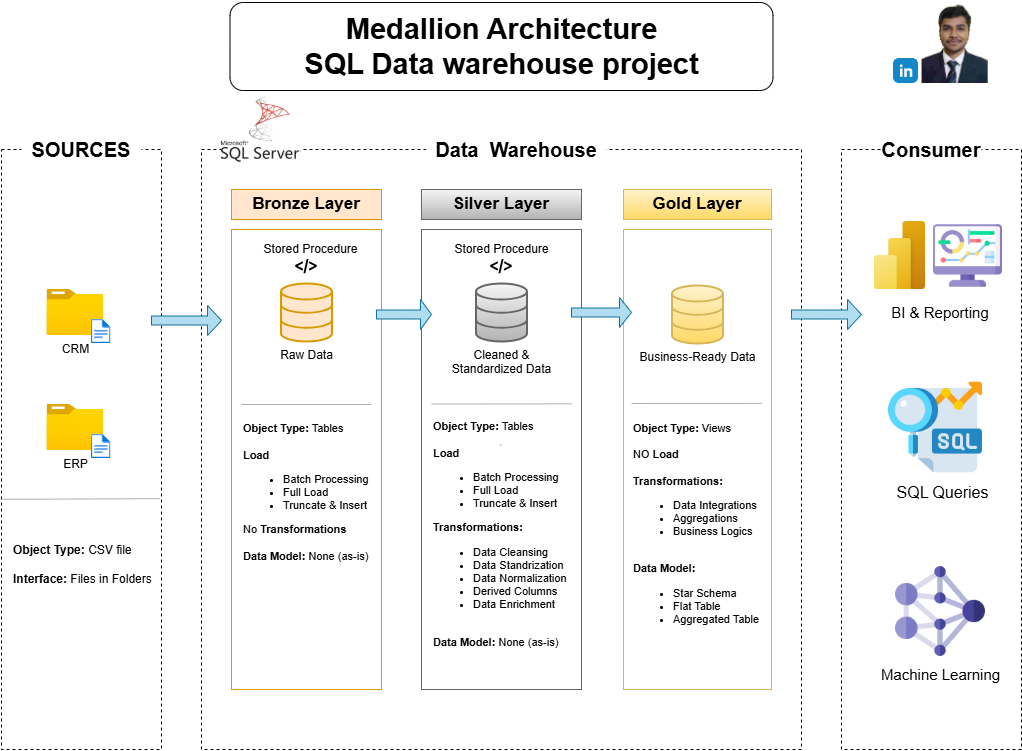 Medallion Architecture
SQL Data warehouse project
in
Microsoft®
SQL Server
SOURCES
Data Warehouse
Consumer
Bronze Layer
Silver Layer
Gold Layer
Stored Procedure
</>
Raw Data
Stored Procedure
</>
Cleaned &
Standardized Data
Business-Ready Data
CRM
ERP
Object Type: CSV file
Interface: Files in Folders
Object Type: Tables
Load
• Batch Processing
• Full Load
• Truncate & Insert
No Transformations
Data Model: None (as-is)
Object Type: Tables
Load
• Batch Processing
• Full Load
• Truncate & Insert
Transformations:
• Data Cleansing
• Data Standrization
• Data Normalization
• Derived Columns
• Data Enrichment
Data Model: None (as-is)
Object Type: Views
NO Load
Transformations:
• Data Integrations
• Aggregations
• Business Logics
Data Model:
• Star Schema
• Flat Table
• Aggregated Table
BI & Reporting
SQL
SQL Queries
Machine Learning